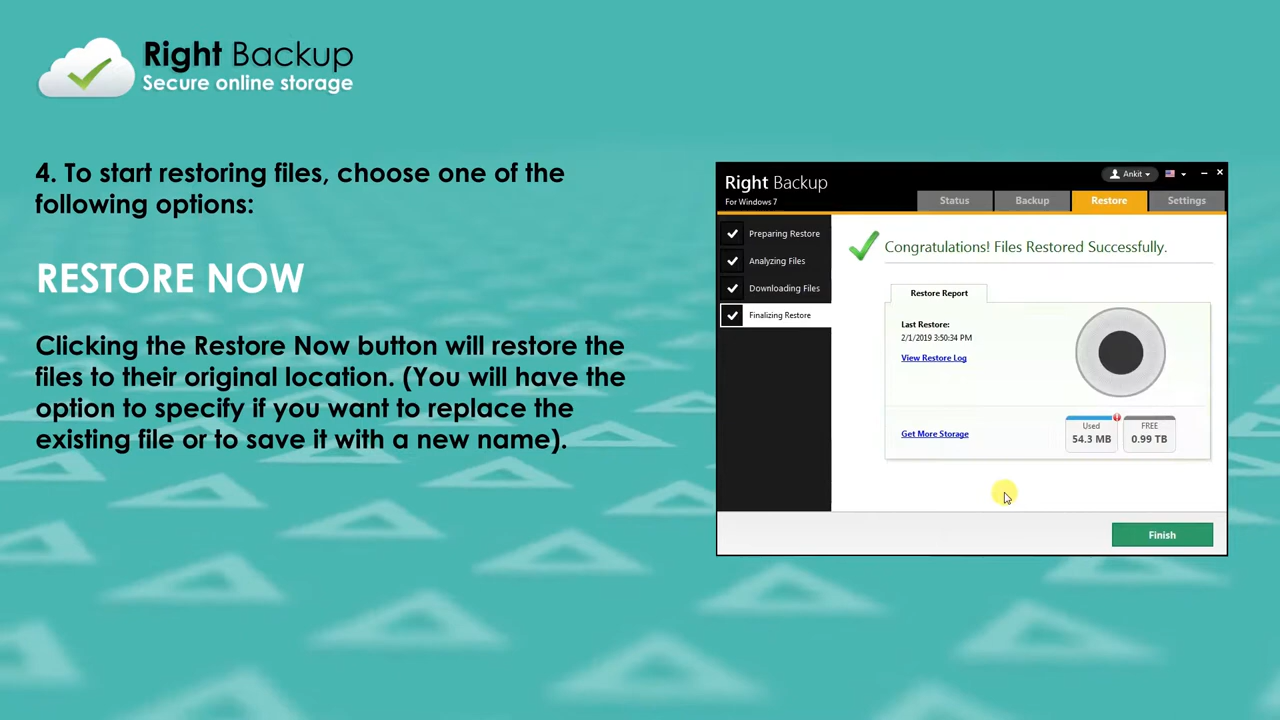 Right Backup
Secure online storage
4. To start restoring files, choose one of the
following options:
RESTORE NOW
Clicking the Restore Now button will restore the
files to their original location. (You will have the
option to specify if you want to replace the
existing file or to save it with a new name).
Right Backup
For Windows 7
Ankit
Status
Backup
Restore
Settings
Preparing Restore
Analyzing Files
Downloading Files
Finalizing Restore
Congratulations! Files Restored Successfully.
Restore Report
Last Restore:
2/1/2019 3:50:34 PM
View Restore Log
Get More Storage
Used
54.3 MB
FREE
0.99 TB
Finish